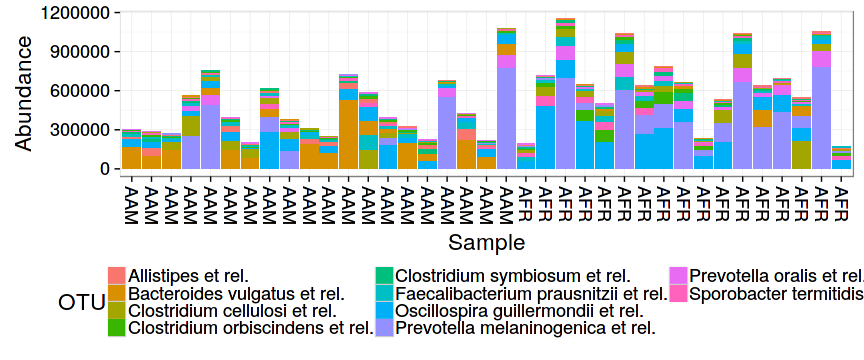 1200000
900000
600000
300000
0
Abundance
AAM AAM AAM AAM AAM AAM AAM AAM AAM AAM AAM AAM AAM AAM AAM AAM AAM AAM AAM AAM AFR AFR AFR AFR AFR AFR AFR AFR AFR AFR AFR AFR AFR AFR AFR AFR AFR
Sample
OTU
Allistipes et rel.
Bacteroides vulgatus et rel.
Clostridium cellulosi et rel.
Clostridium orbiscindens et rel.
Clostridium symbiosum et rel.
Faecalibacterium prausnitzii et rel.
Oscillospira guillermondii et rel.
Prevotella melaninogenica et rel.
Prevotella oralis et rel.
Sporobacter termitidis